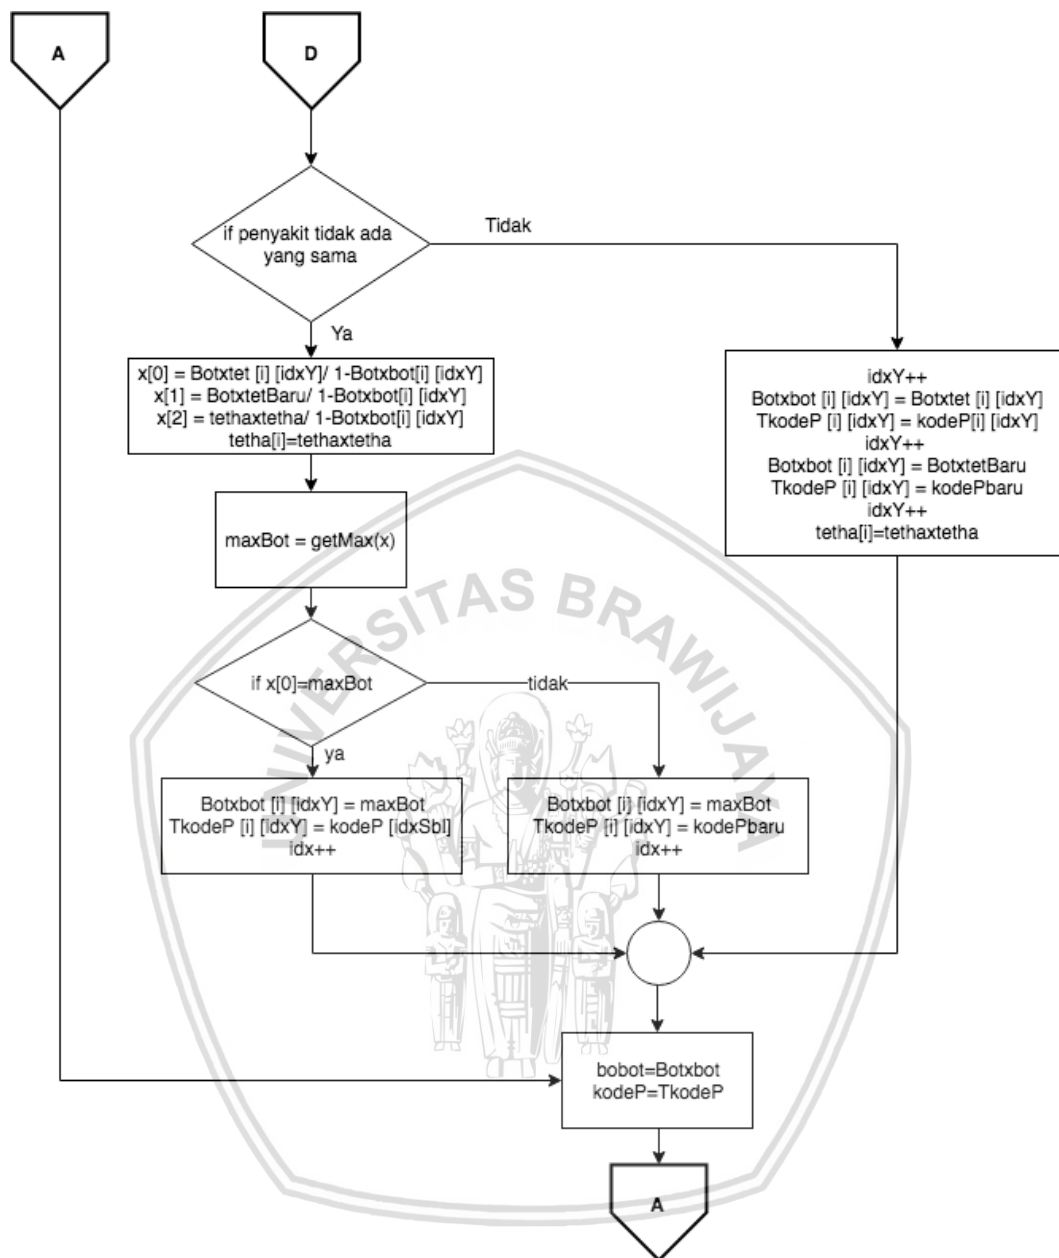 A
D
if penyakit tidak ada
yang sama
Tidak
Ya
x[0] = Botxtet [i] [idxY]/ 1-Botxbot[i] [idxY]
x[1] = BotxtetBaru/ 1-Botxbot[i] [idxY]
x[2] = tethaxtetha/ 1-Botxbot[i] [idxY]
tetha[i]=tethaxtetha
idxY++
Botxbot [i] [idxY] = Botxtet [i] [idxY]
TkodeP [i] [idxY] = kodeP[i] [idxY]
idxY++
Botxbot [i] [idxY] = BotxtetBaru
TkodeP [i] [idxY] = kodePbaru
idxY++
tetha[i]=tethaxtetha
maxBot = getMax(x)
UNIVERSITAS BRAWIJAYA
if x[0]=maxBot
tidak
ya
Botxbot [i] [idxY] = maxBot
TkodeP [i] [idxY] = kodeP [idxSbl]
idx++
Botxbot [i] [idxY] = maxBot
TkodeP [i] [idxY] = kodePbaru
idx++
bobot=Botxbot
kodeP=TkodeP
A